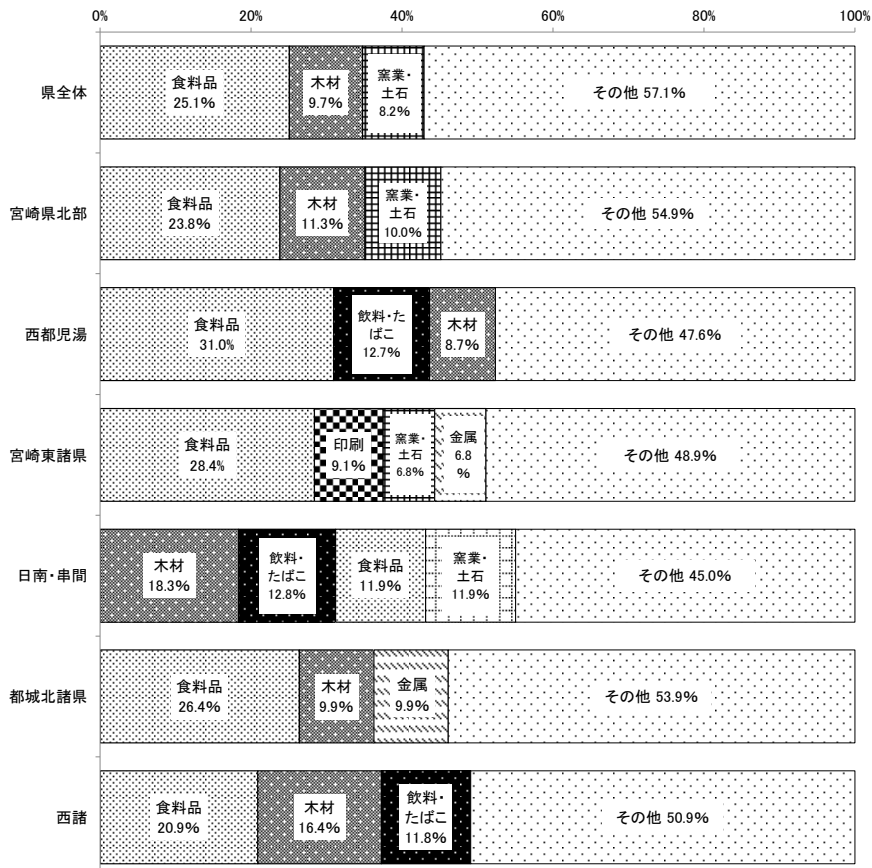 0% 20% 40% 60% 80% 100%
県全体
食料品
25.1%
木材
9.7%
窯業・
土石
8.2%
その他 57.1%
宮崎県北部
食料品
23.8%
木材
11.3%
窯業・
土石
10.0%
その他 54.9%
西都児湯
食料品
31.0%
飲料・た
ばこ
12.7%
木材
8.7%
その他 47.6%
宮崎東諸県
食料品
28.4%
印刷
9.1%
窯業・
土石
6.8%
金属
6.8
%
その他 48.9%
日南・串間
木材
18.3%
飲料・
たばこ
12.8%
食料品
11.9%
窯業・
土石
11.9%
その他 45.0%
都城北諸県
食料品
26.4%
木材
9.9%
金属
9.9%
その他 53.9%
西諸
食料品
20.9%
木材
16.4%
飲料・
たばこ
11.8%
その他 50.9%